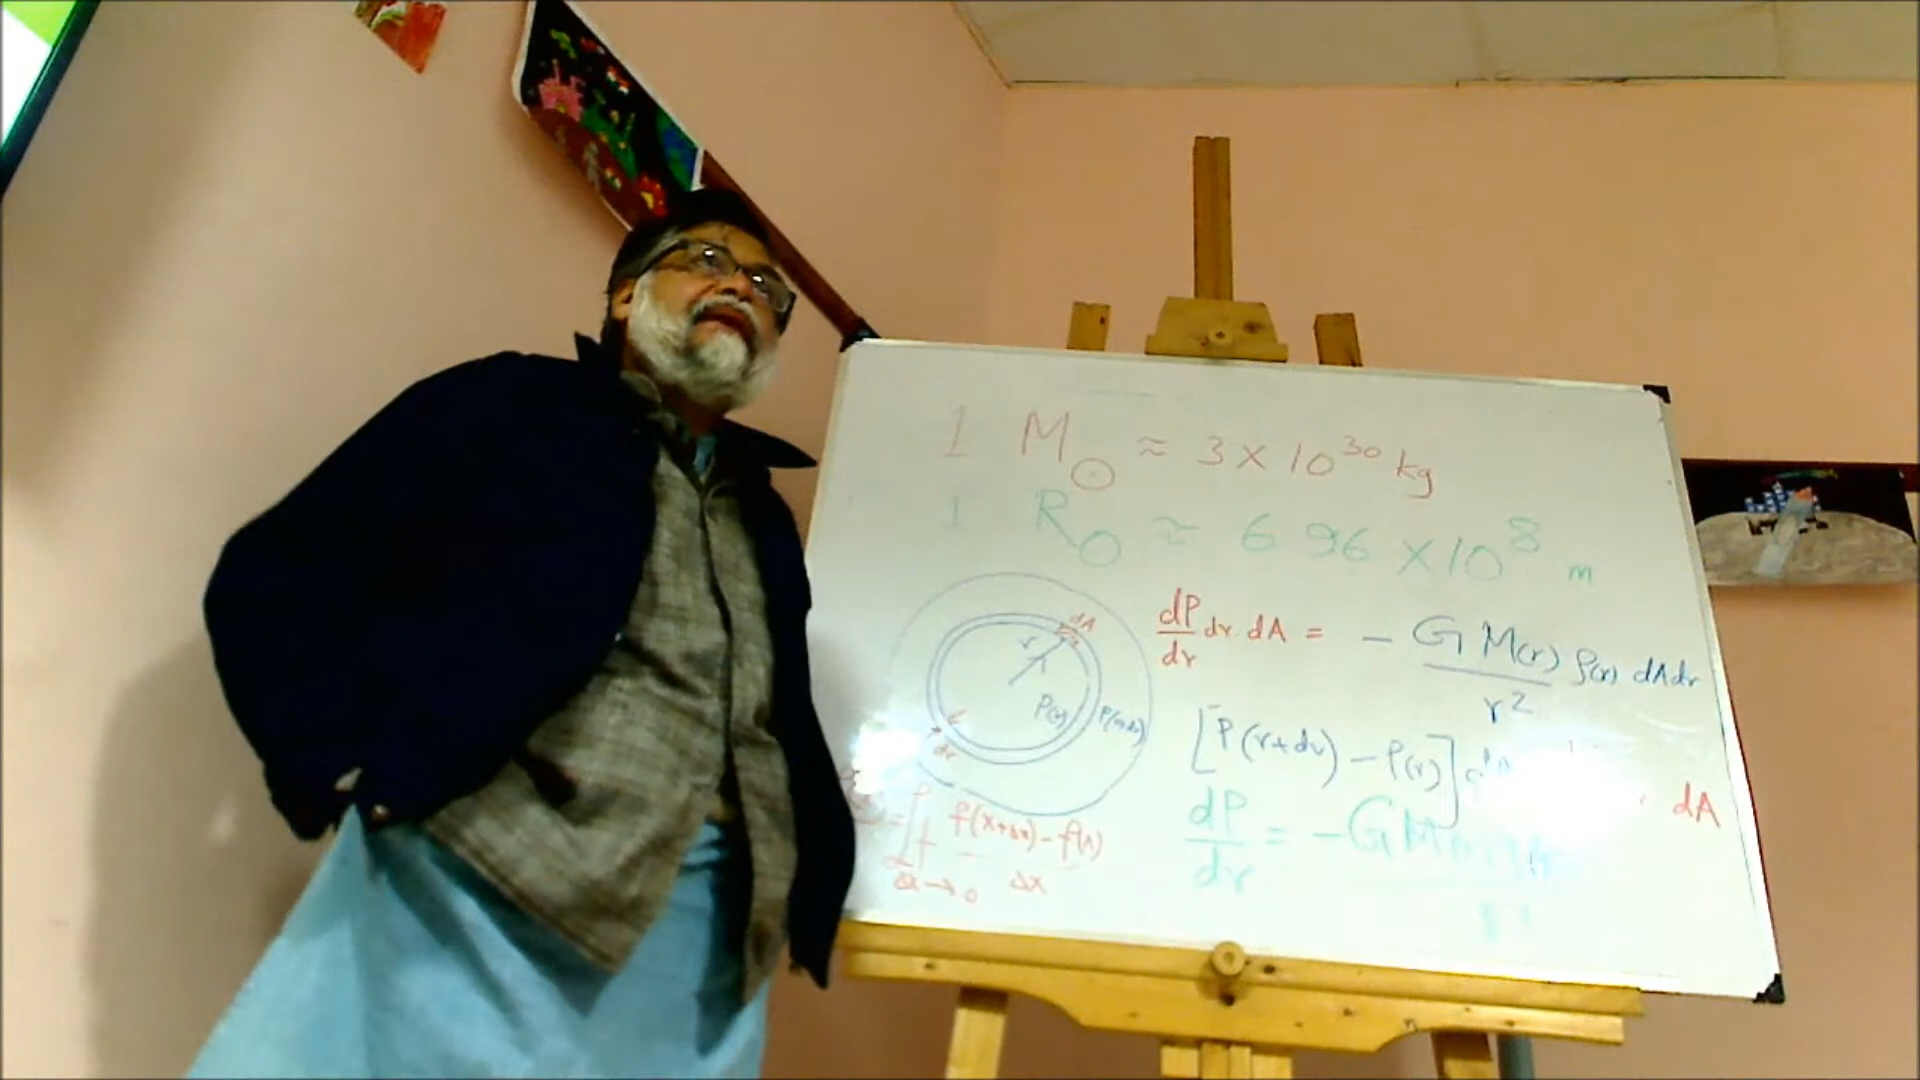 1 M⊙ ≈ 3 × 10³⁰ kg
1 R⊙ ≈ 6 96 × 10⁸ m
dA
r
P(r) P(r+dr)
dr
dP/dr dr. dA = - G M(r)/r² ρ(r) dA dr
[P(r+dr) - P(r)] dA
dA
dP/dr = - G M
f(x+Δx) - f(x)
Δx→0 Δx